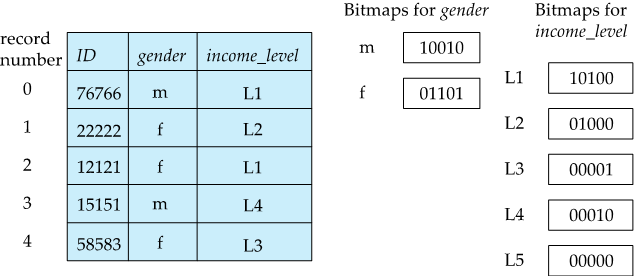 Bitmaps for gender
Bitmaps for income_level
record number
ID gender income_level
0 76766 m L1
1 22222 f L2
2 12121 f L1
3 15151 m L4
4 58583 f L3
m 10010
f 01101
L1 10100
L2 01000
L3 00001
L4 00010
L5 00000